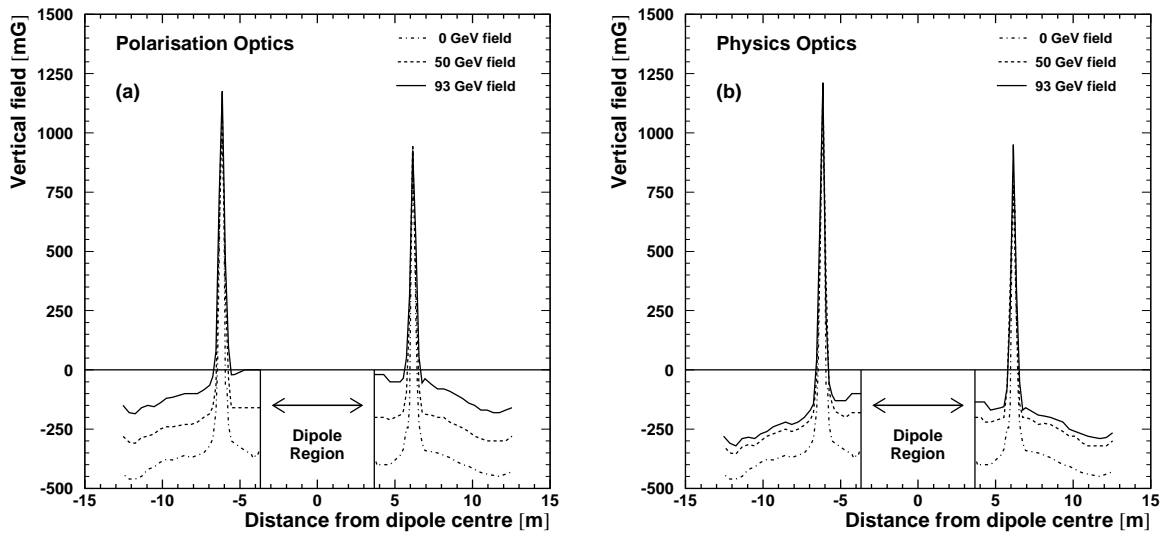 Polarisation Optics
(a)
0 GeV field
50 GeV field
93 GeV field
Vertical field [mG]
1500
1250
1000
750
500
250
0
-250
-500
Dipole
Region
-15
-10
-5
0
5
10
15
Distance from dipole centre [m]
Physics Optics
(b)
0 GeV field
50 GeV field
93 GeV field
Vertical field [mG]
1500
1250
1000
750
500
250
0
-250
-500
Dipole
Region
-15
-10
-5
0
5
10
15
Distance from dipole centre [m]